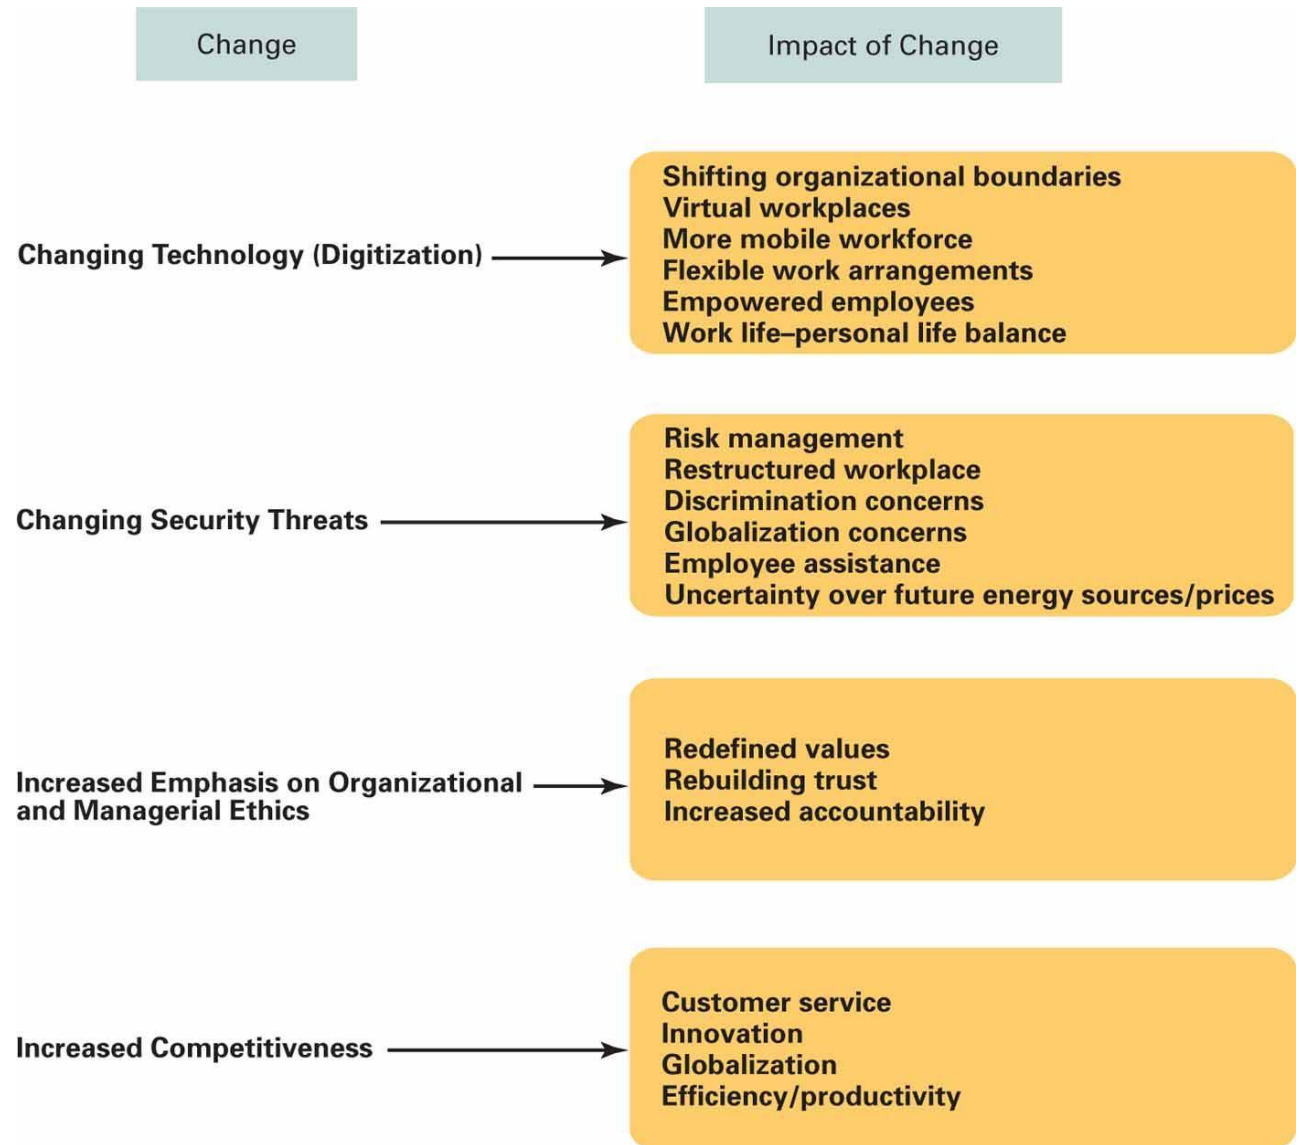 Change
Impact of Change
Changing Technology (Digitization)
Shifting organizational boundaries
Virtual workplaces
More mobile workforce
Flexible work arrangements
Empowered employees
Work life–personal life balance
Changing Security Threats
Risk management
Restructured workplace
Discrimination concerns
Globalization concerns
Employee assistance
Uncertainty over future energy sources/prices
Increased Emphasis on Organizational
and Managerial Ethics
Redefined values
Rebuilding trust
Increased accountability
Increased Competitiveness
Customer service
Innovation
Globalization
Efficiency/productivity